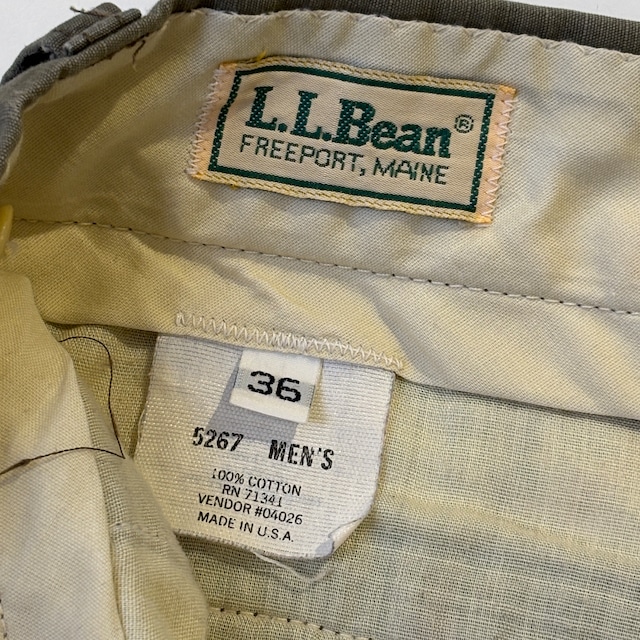 L.L.Bean®
FREEPORT, MAINE
36
5267 MEN'S
100% COTTON
RN 71341
VENDOR #04026
MADE IN U.S.A.